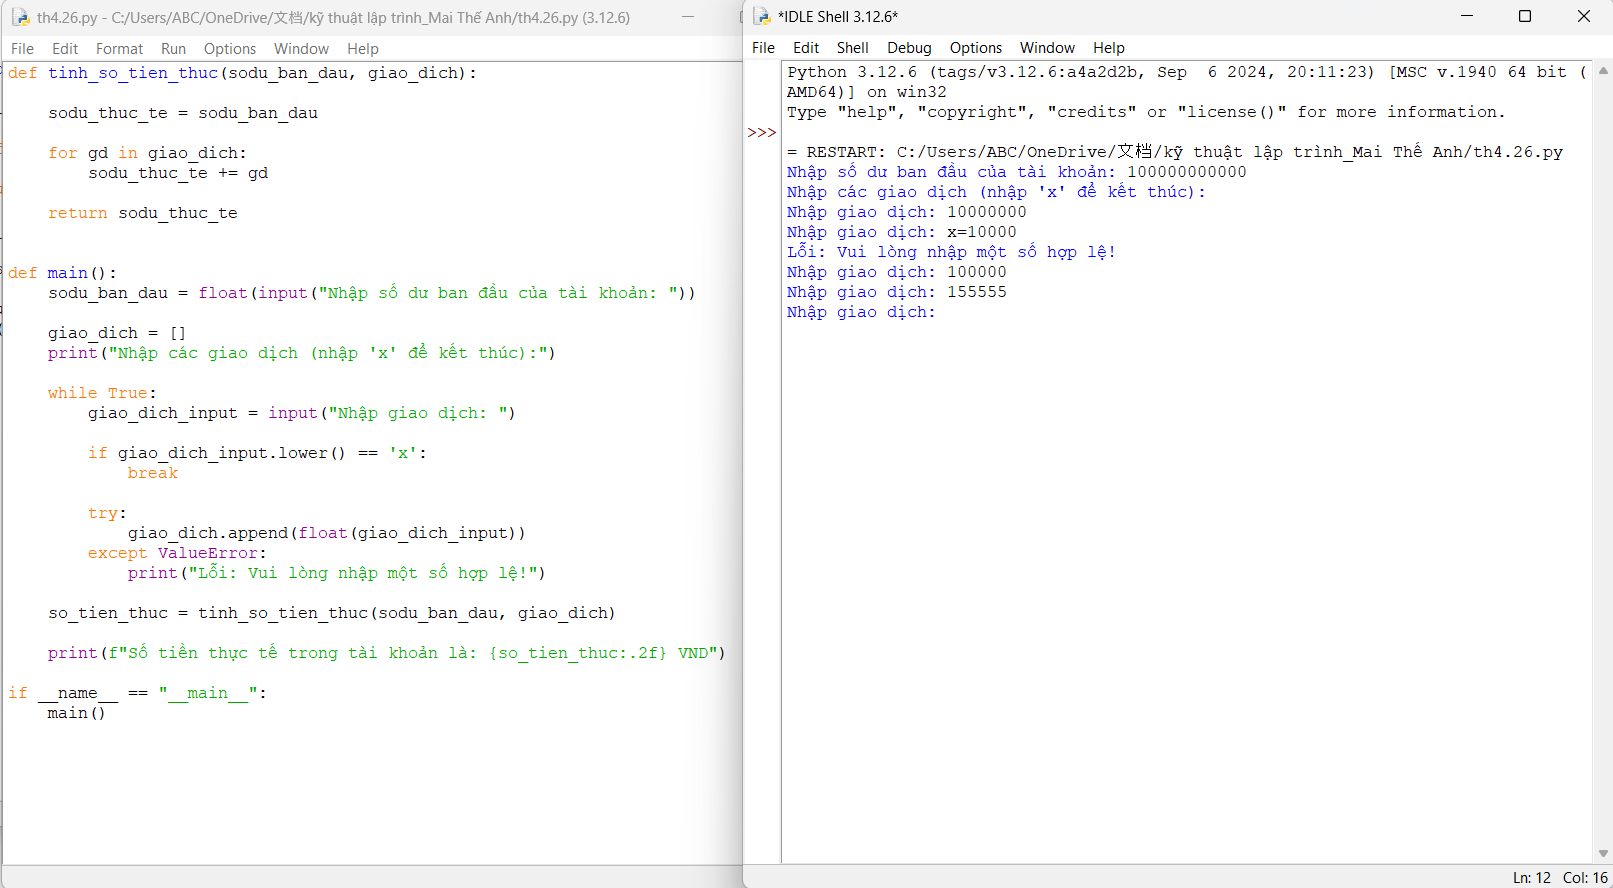 th4.26.py - C:/Users/ABC/OneDrive/文档/kỹ thuật lập trình_Mai Thế Anh/th4.26.py (3.12.6)
File Edit Format Run Options Window Help
def tinh_so_tien_thuc(sodu_ban_dau, giao_dich):
sodu_thuc_te = sodu_ban_dau
for gd in giao_dich:
sodu_thuc_te += gd
return sodu_thuc_te
def main():
sodu_ban_dau = float(input("Nhập số dư ban đầu của tài khoản: "))
giao_dich = []
print("Nhập các giao dịch (nhập 'x' để kết thúc):")
while True:
giao_dich_input = input("Nhập giao dịch: ")
if giao_dich_input.lower() == 'x':
break
try:
giao_dich.append(float(giao_dich_input))
except ValueError:
print("Lỗi: Vui lòng nhập một số hợp lệ!")
so_tien_thuc = tinh_so_tien_thuc(sodu_ban_dau, giao_dich)
print(f"Số tiền thực tế trong tài khoản là: {so_tien_thuc:.2f} VND")
if __name__ == "__main__":
main()
*IDLE Shell 3.12.6*
File Edit Shell Debug Options Window Help
Python 3.12.6 (tags/v3.12.6:a4a2d2b, Sep  6 2024, 20:11:23) [MSC v.1940 64 bit (
AMD64)] on win32
Type "help", "copyright", "credits" or "license()" for more information.
>>>
= RESTART: C:/Users/ABC/OneDrive/文档/kỹ thuật lập trình_Mai Thế Anh/th4.26.py
Nhập số dư ban đầu của tài khoản: 100000000000
Nhập các giao dịch (nhập 'x' để kết thúc):
Nhập giao dịch: 10000000
Nhập giao dịch: x=10000
Lỗi: Vui lòng nhập một số hợp lệ!
Nhập giao dịch: 100000
Nhập giao dịch: 155555
Nhập giao dịch:
Ln: 12 Col: 16